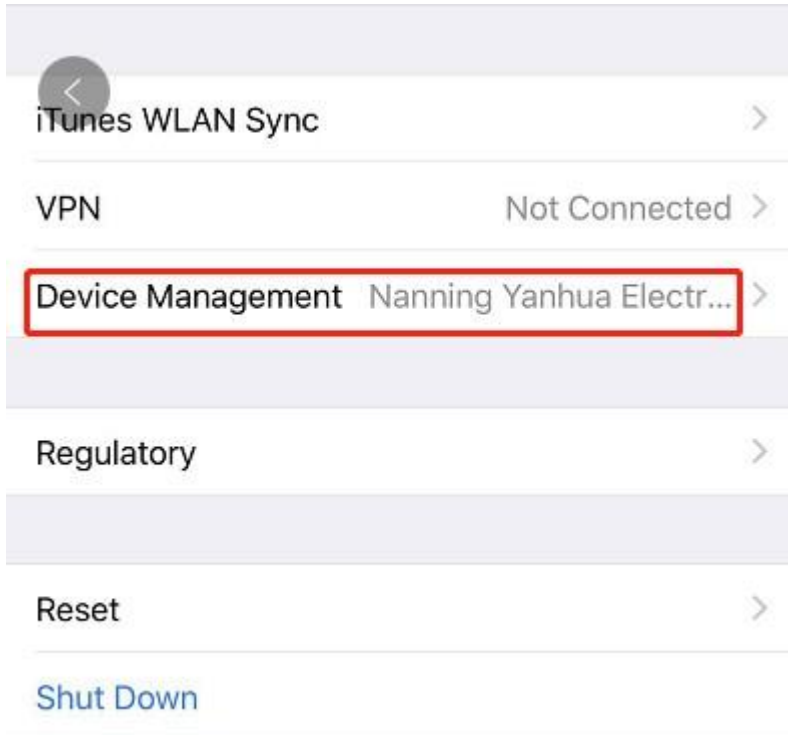 iTunes WLAN Sync
VPN Not Connected
Device Management Nanning Yanhua Electr...
Regulatory
Reset
Shut Down